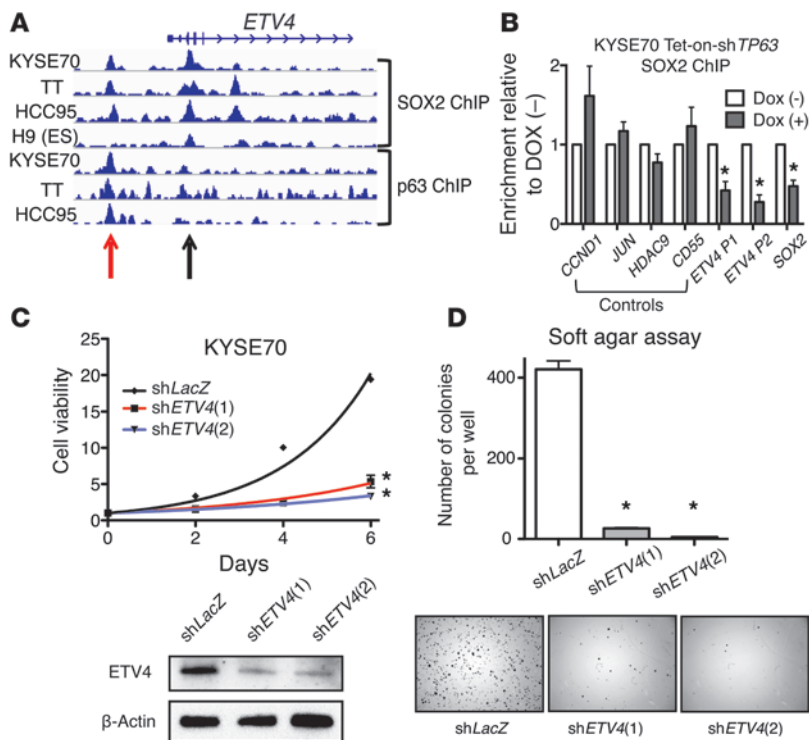 A
ETV4
KYSE70
TT
HCC95
H9 (ES)
SOX2 ChIP
KYSE70
TT
HCC95
p63 ChIP
B
KYSE70 Tet-on-shTP63
SOX2 ChIP
Enrichment relative
to DOX (–)
2
1
0
Dox (-)
Dox (+)
* * *
CCND1 JUN HDAC9 CD55 ETV4 P1 ETV4 P2 SOX2
Controls
C
KYSE70
Cell viability
25
20
15
10
5
0
shLacZ
shETV4(1)
shETV4(2)
*
*
0 2 4 6
Days
shLacZ shETV4(1) shETV4(2)
ETV4
β-Actin
D
Soft agar assay
Number of colonies
per well
400
200
0
* *
shLacZ shETV4(1) shETV4(2)
shLacZ shETV4(1) shETV4(2)